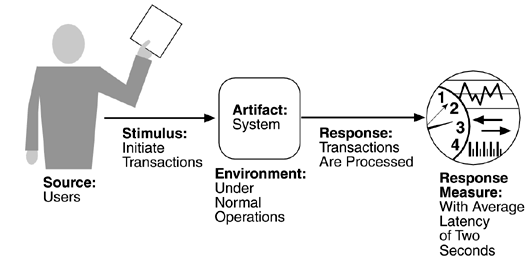 Source:
Users
Stimulus:
Initiate
Transactions
Artifact:
System
Environment:
Under
Normal
Operations
Response:
Transactions
Are Processed
1
2
3
4
Response
Measure:
With Average
Latency
of Two
Seconds